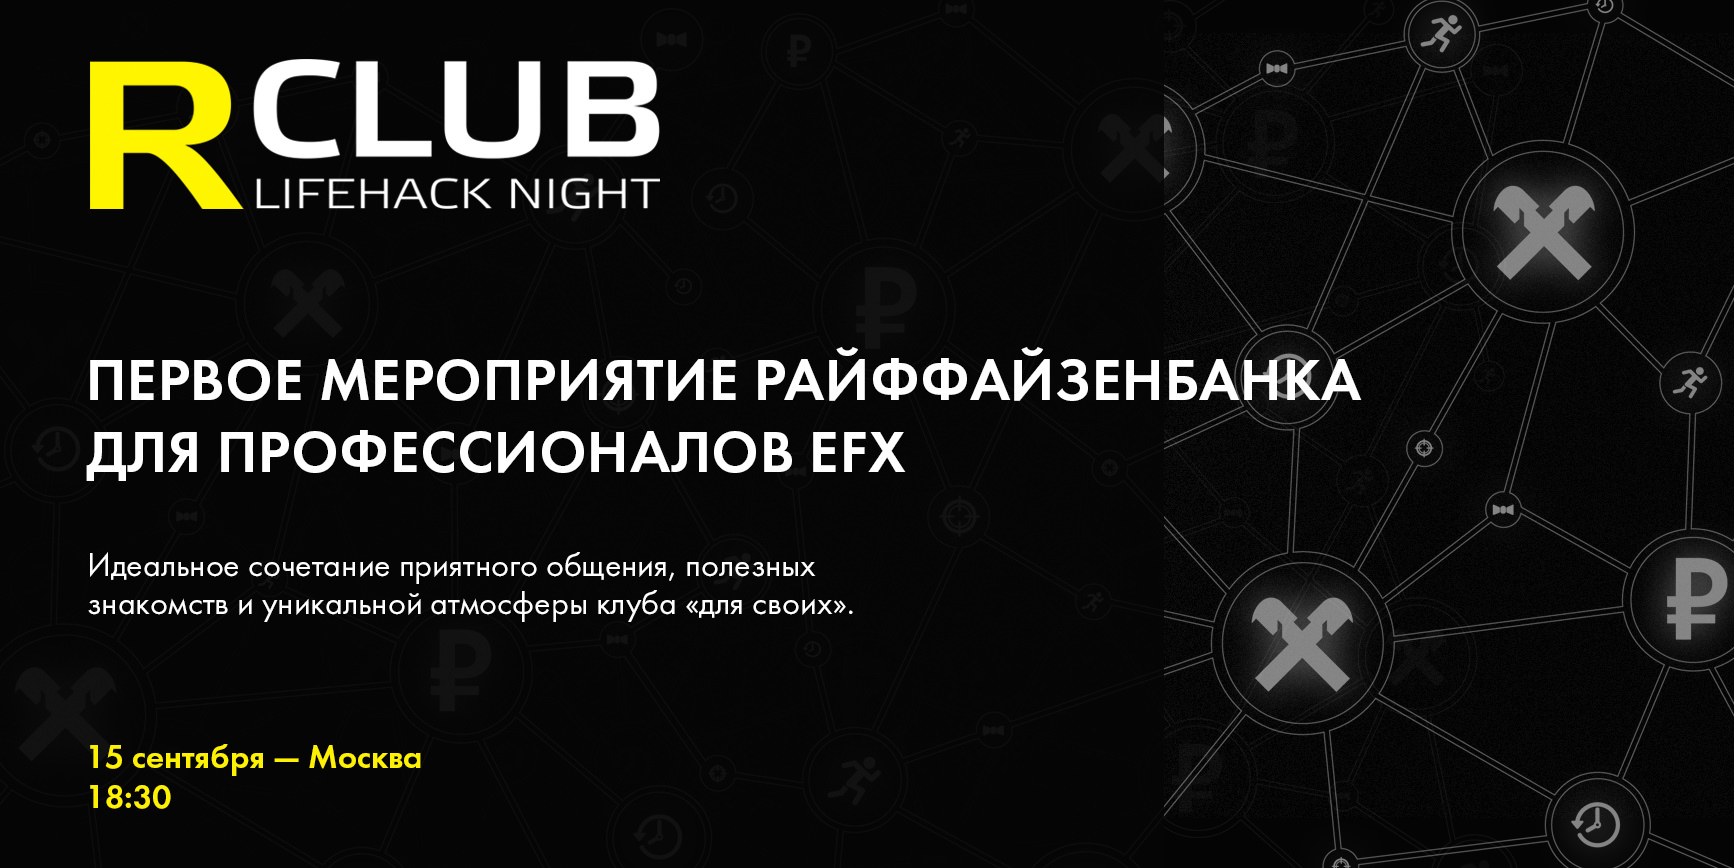 RCLUB
LIFEHACK NIGHT
ПЕРВОЕ МЕРОПРИЯТИЕ РАЙФФАЙЗЕНБАНКА
ДЛЯ ПРОФЕССИОНАЛОВ EFX
Идеальное сочетание приятного общения, полезных
знакомств и уникальной атмосферы клуба «для своих».
15 сентября — Москва
18:30